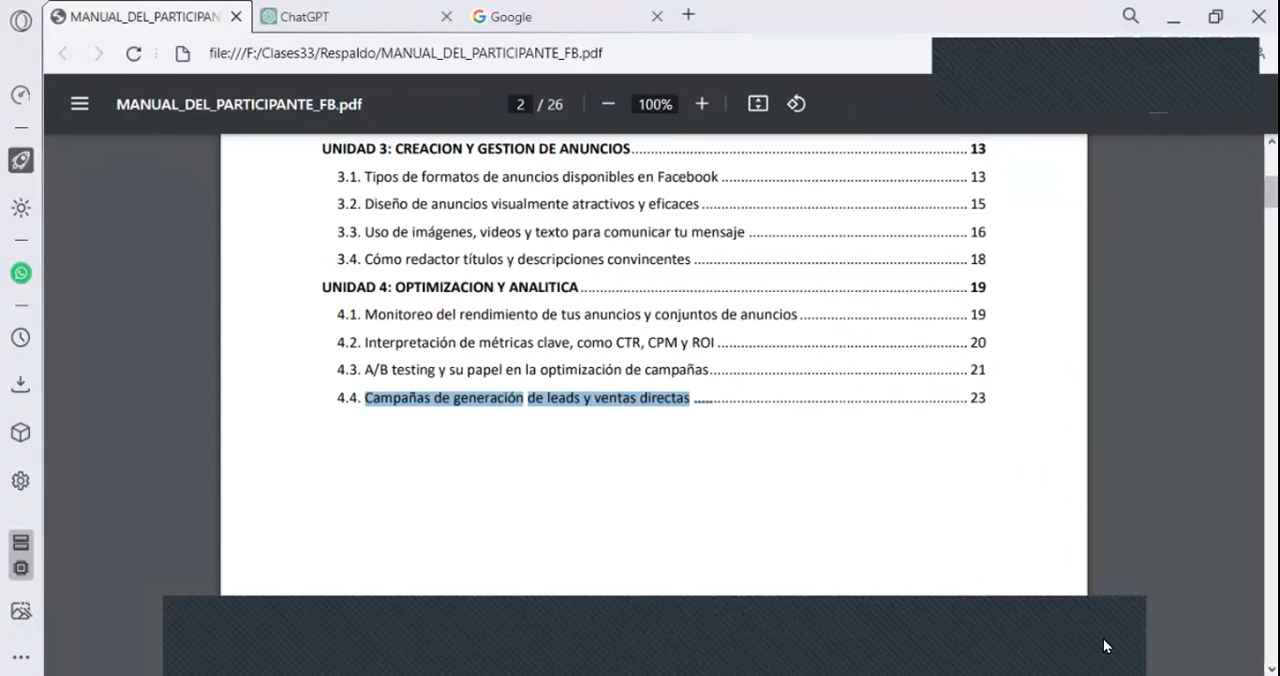 MANUAL_DEL_PARTICIPAN
ChatGPT
Google
file:///F:/Clases33/Respaldo/MANUAL_DEL_PARTICIPANTE_FB.pdf
MANUAL_DEL_PARTICIPANTE_FB.pdf
2 / 26
100%
UNIDAD 3: CREACION Y GESTION DE ANUNCIOS 13
3.1. Tipos de formatos de anuncios disponibles en Facebook 13
3.2. Diseño de anuncios visualmente atractivos y eficaces 15
3.3. Uso de imágenes, videos y texto para comunicar tu mensaje 16
3.4. Cómo redactor títulos y descripciones convincentes 18
UNIDAD 4: OPTIMIZACION Y ANALITICA 19
4.1. Monitoreo del rendimiento de tus anuncios y conjuntos de anuncios 19
4.2. Interpretación de métricas clave, como CTR, CPM y ROI 20
4.3. A/B testing y su papel en la optimización de campañas 21
4.4. Campañas de generación de leads y ventas directas 23